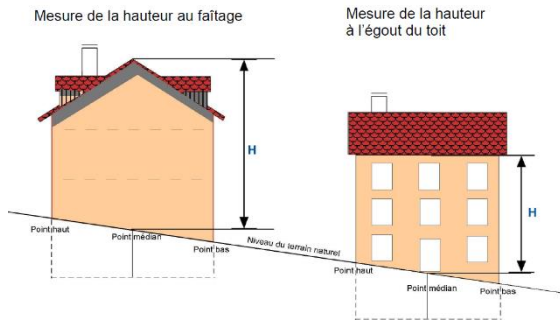 Mesure de la hauteur au faîtage
Mesure de la hauteur
à l'égout du toit
H
H
Point haut
Point médian
Point bas
Niveau du terrain naturel
Point haut
Point médian
Point bas